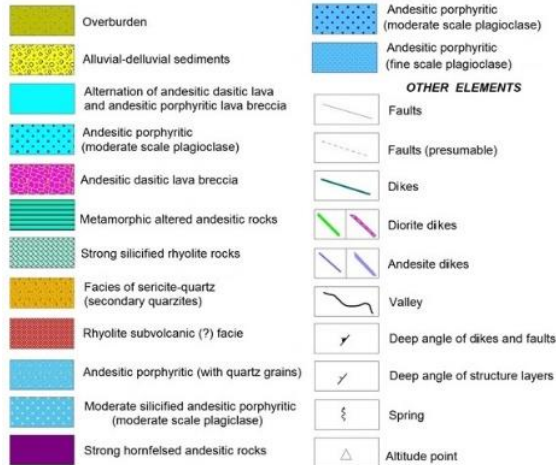 Overburden
Alluvial-delluvial sediments
Alternation of andesitic dasitic lava
and andesitic porphyritic lava breccia
Andesitic porphyritic
(moderate scale plagioclase)
Andesitic dasitic lava breccia
Metamorphic altered andesitic rocks
Strong silicified rhyolite rocks
Facies of sericite-quartz
(secondary quarzites)
Rhyolite subvolcanic (?) facie
Andesitic porphyritic (with quartz grains)
Moderate silicified andesitic porphyritic
(moderate scale plagiclase)
Strong hornfelsed andesitic rocks
Andesitic porphyritic
(moderate scale plagioclase)
Andesitic porphyritic
(fine scale plagioclase)
OTHER ELEMENTS
Faults
Faults (presumable)
Dikes
Diorite dikes
Andesite dikes
Valley
Deep angle of dikes and faults
Deep angle of structure layers
Spring
Altitude point